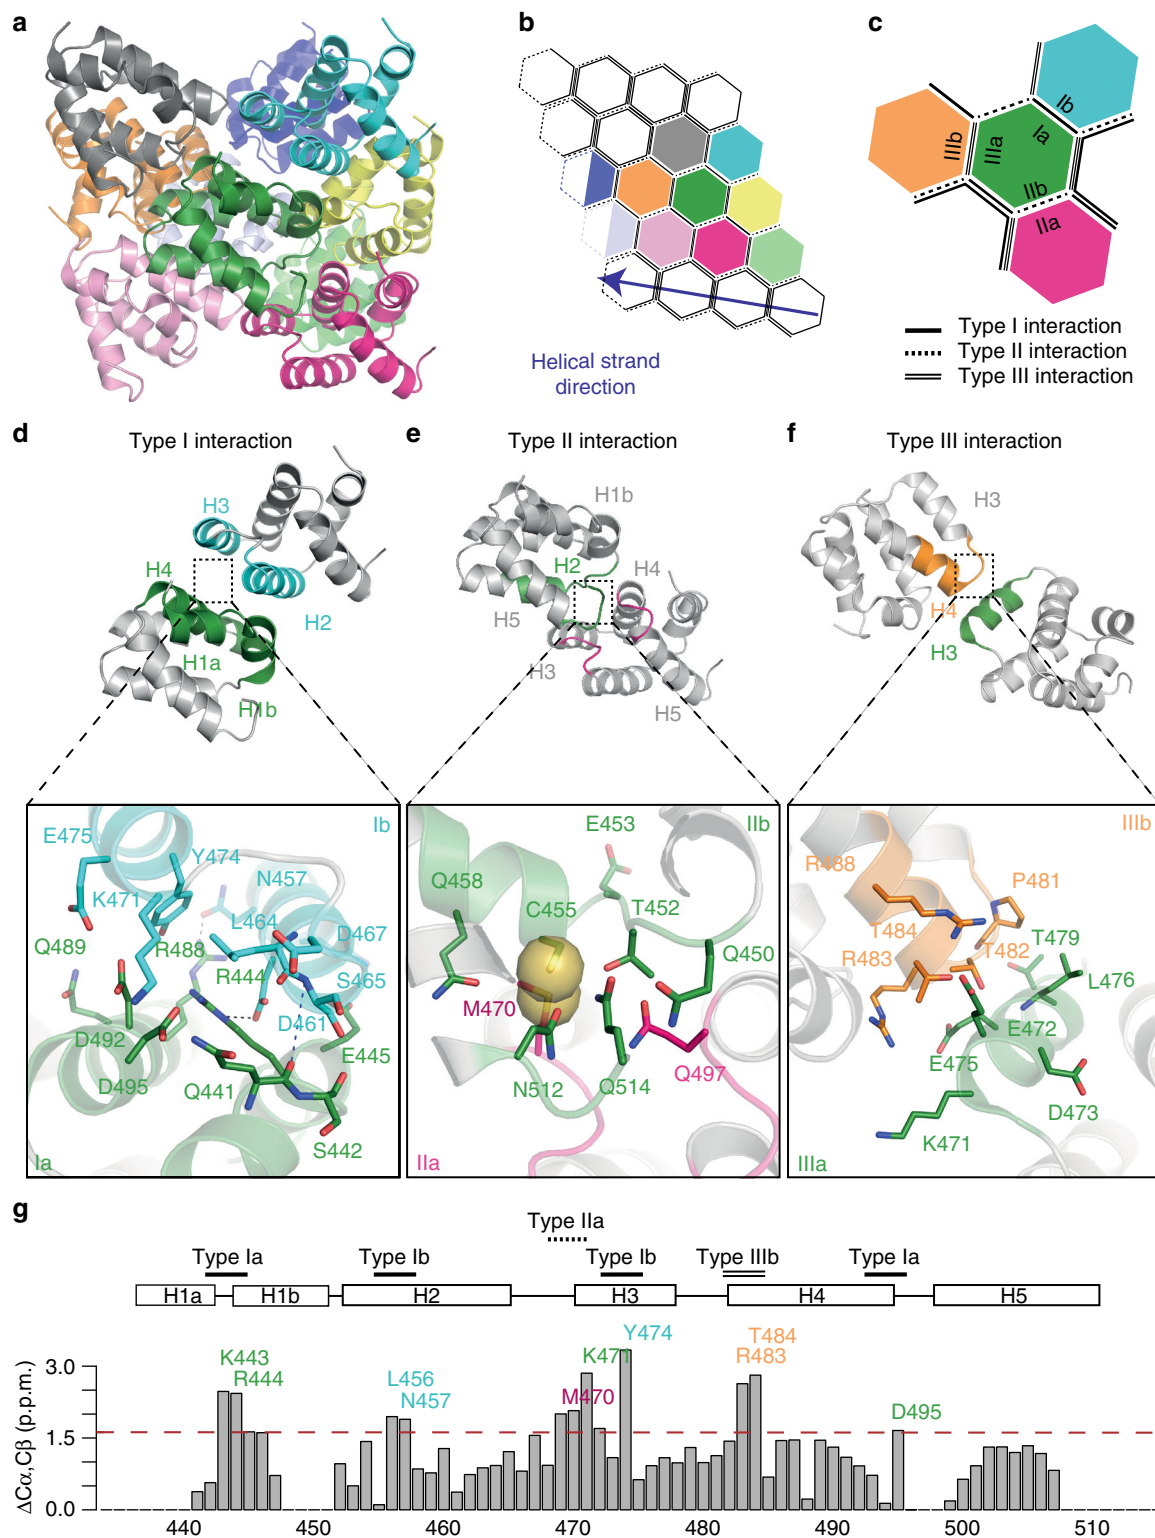 a
b
c
Ib
Ia
IIIb
IIIa
IIb
IIa
Helical strand
direction
Type I interaction
Type II interaction
Type III interaction
d
Type I interaction
e
Type II interaction
f
Type III interaction
H3
H4
H2
H1a
H1b
H1b
H2
H4
H5
H3
H5
H3
H4
H3
E475
Ib
Y474
K471
N457
L464
Q489
R488
D467
R444
S465
D461
D492
E445
D495
Q441
S442
Ia
E453
IIb
Q458
C455
T452
Q450
M470
N512
Q514
Q497
IIa
IIIb
R488
P481
T484
T482
T479
R483
L476
E472
E475
D473
K471
IIIa
g
Type IIa
Type Ia
Type Ib
Type Ib
Type IIIb
Type Ia
H1a
H1b
H2
H3
H4
H5
Y474
T484
K443
K471
R483
R444
L456
M470
N457
D495
ΔCα,Cβ (p.p.m.)
3.0
1.5
0.0
440 450 460 470 480 490 500 510